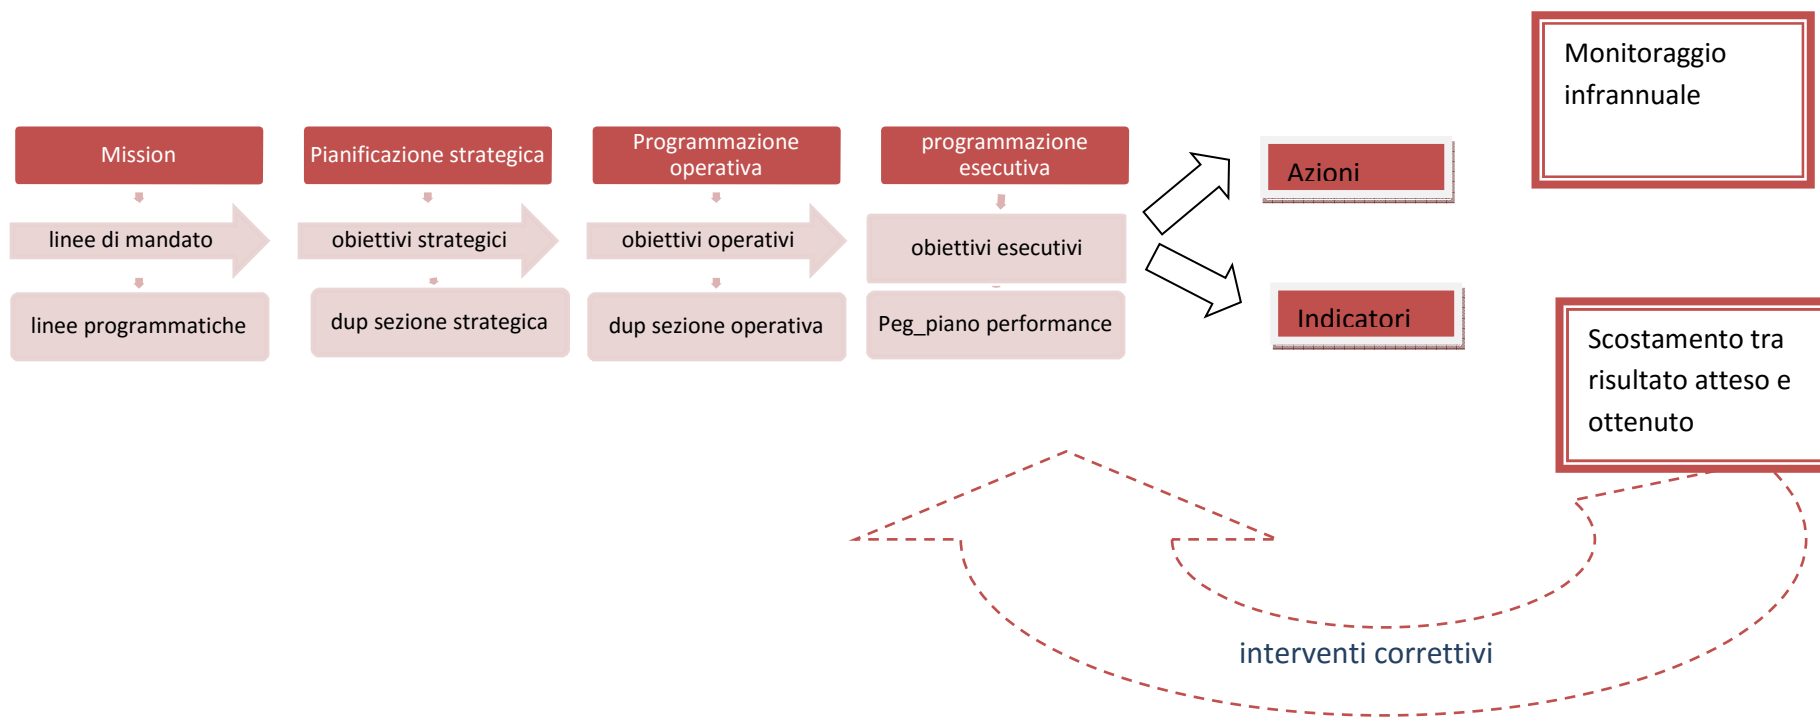 Monitoraggio
infrannuale
Mission
Pianificazione strategica
Programmazione
operativa
programmazione
esecutiva
Azioni
linee di mandato
obiettivi strategici
obiettivi operativi
obiettivi esecutivi
linee programmatiche
dup sezione strategica
dup sezione operativa
Peg_piano performance
Indicatori
Scostamento tra
risultato atteso e
ottenuto
interventi correttivi